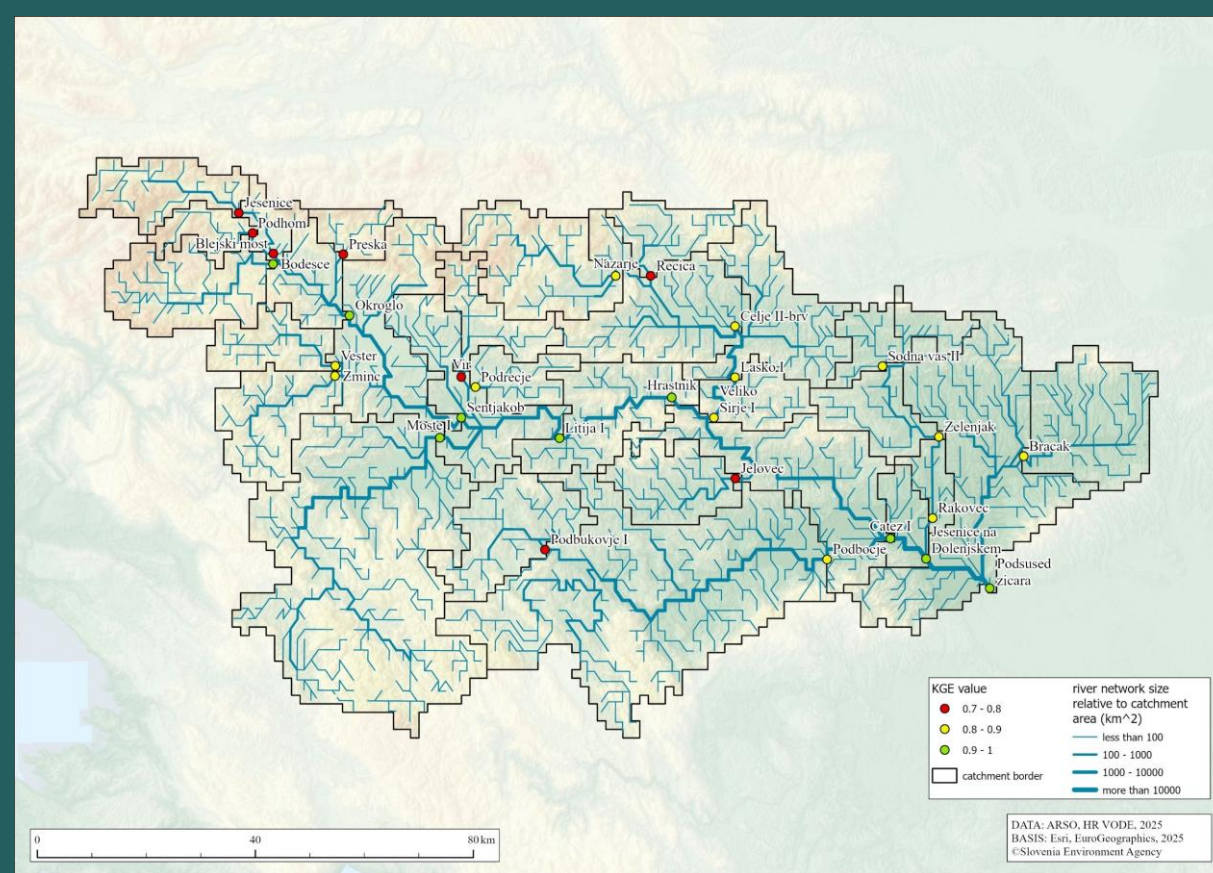 Jesenice
Podhom
Blejski most
Preska
Bodesce
Nazarje
Recica
Okroglo
Celje II-brv
Vester
Zminc
Vir
Podrecje
Lasko I
Sodna vas II
Hrastnik
Veliko
Sirje I
Sentjakob
Moste I
Litija I
Zelenjak
Bracak
Jelovec
Rakovec
Catez I
Jesenice na
Dolenjskem
Podbukovje I
Podbocje
Podsused
zicara
KGE value
0.7 - 0.8
0.8 - 0.9
0.9 - 1
catchment border
river network size
relative to catchment
area (km^2)
less than 100
100 - 1000
1000 - 10000
more than 10000
0 40 80 km
DATA: ARSO, HR VODE, 2025
BASIS: Esri, EuroGeographics, 2025
©Slovenia Environment Agency